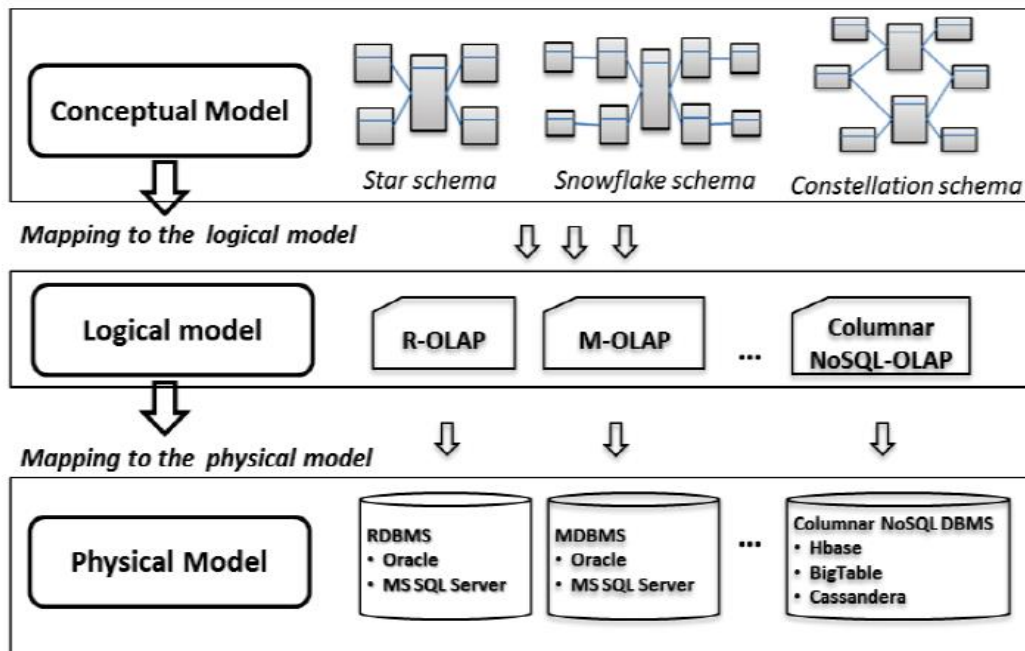 Conceptual Model
Star schema
Snowflake schema
Constellation schema
Mapping to the logical model
Logical model
R-OLAP
M-OLAP
...
Columnar
NoSQL-OLAP
Mapping to the physical model
Physical Model
RDBMS
• Oracle
• MS SQL Server
MDBMS
• Oracle
• MS SQL Server
...
Columnar NoSQL DBMS
• Hbase
• BigTable
• Cassandera